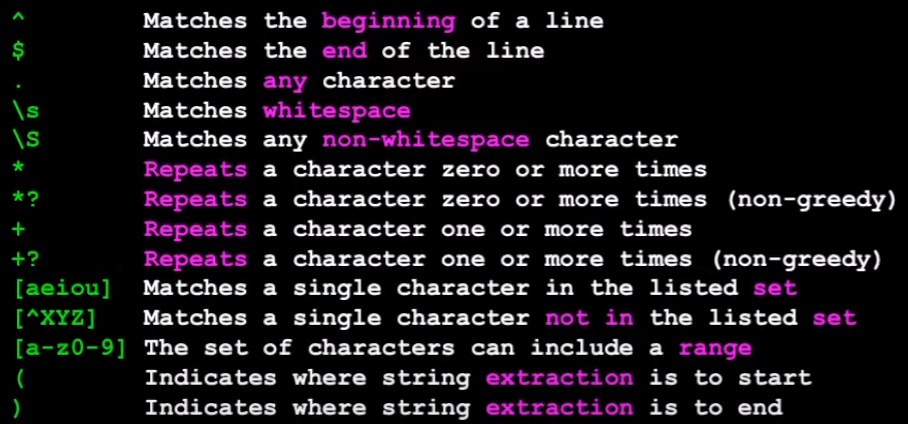 ^ Matches the beginning of a line
$ Matches the end of the line
. Matches any character
\s Matches whitespace
\S Matches any non-whitespace character
* Repeats a character zero or more times
*? Repeats a character zero or more times (non-greedy)
+ Repeats a character one or more times
+? Repeats a character one or more times (non-greedy)
[aeiou] Matches a single character in the listed set
[^XYZ] Matches a single character not in the listed set
[a-z0-9] The set of characters can include a range
( Indicates where string extraction is to start
) Indicates where string extraction is to end